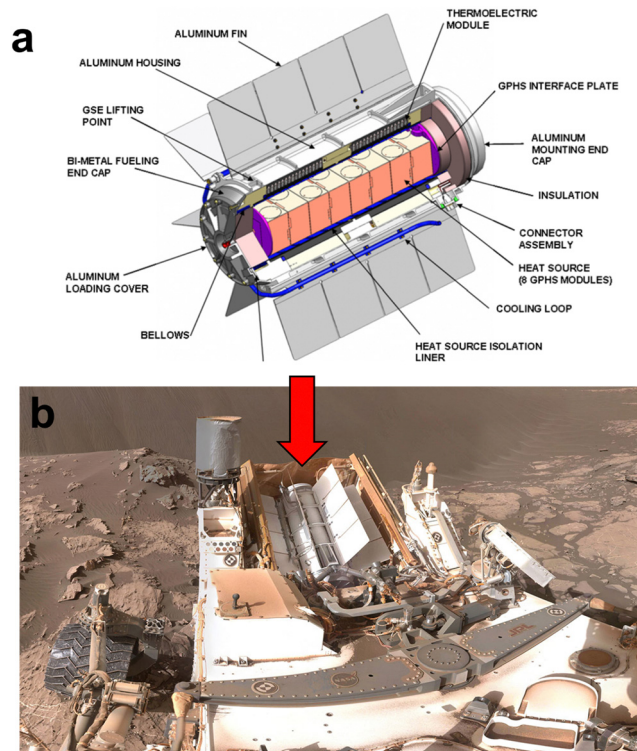 a
ALUMINUM FIN
THERMOELECTRIC
MODULE
ALUMINUM HOUSING
GPHS INTERFACE PLATE
GSE LIFTING
POINT
BI-METAL FUELING
END CAP
ALUMINUM
MOUNTING END
CAP
INSULATION
CONNECTOR
ASSEMBLY
HEAT SOURCE
(8 GPHS MODULES)
ALUMINUM
LOADING COVER
COOLING LOOP
BELLOWS
HEAT SOURCE ISOLATION
LINER
b
JPL
NASA